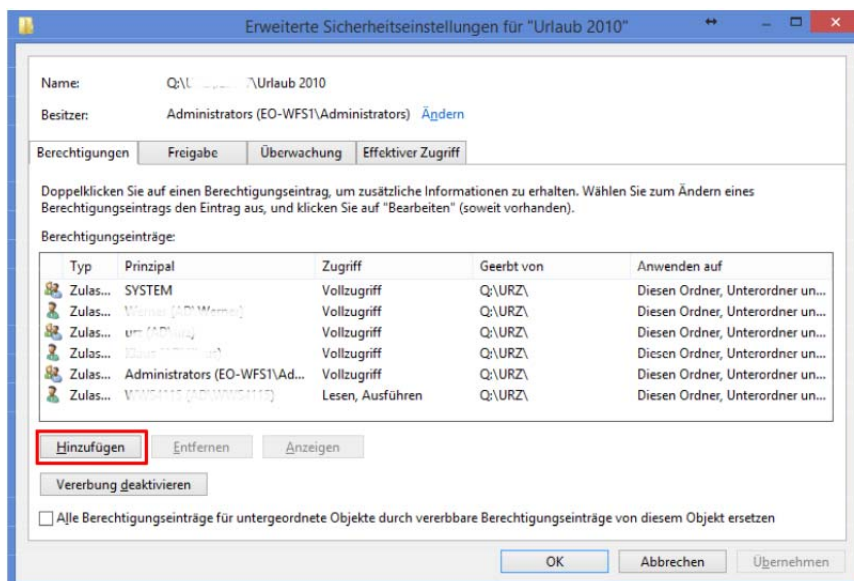 Erweiterte Sicherheitseinstellungen für "Urlaub 2010"
Name: Q:\U \Urlaub 2010
Besitzer: Administrators (EO-WFS1\Administrators) Ändern
Berechtigungen Freigabe Überwachung Effektiver Zugriff
Doppelklicken Sie auf einen Berechtigungseintrag, um zusätzliche Informationen zu erhalten. Wählen Sie zum Ändern eines
Berechtigungseintrags den Eintrag aus, und klicken Sie auf "Bearbeiten" (soweit vorhanden).
Berechtigungseinträge:
Typ Prinzipal Zugriff Geerbt von Anwenden auf
Zulas... SYSTEM Vollzugriff Q:\URZ\ Diesen Ordner, Unterordner un...
Zulas... Vollzugriff Q:\URZ\ Diesen Ordner, Unterordner un...
Zulas... Vollzugriff Q:\URZ\ Diesen Ordner, Unterordner un...
Zulas... Vollzugriff Q:\URZ\ Diesen Ordner, Unterordner un...
Zulas... Administrators (EO-WFS1\Ad... Vollzugriff Q:\URZ\ Diesen Ordner, Unterordner un...
Zulas... Lesen, Ausführen Q:\URZ\ Diesen Ordner, Unterordner un...
Hinzufügen Entfernen Anzeigen
Vererbung deaktivieren
Alle Berechtigungseinträge für untergeordnete Objekte durch vererbbare Berechtigungseinträge von diesem Objekt ersetzen
OK Abbrechen Übernehmen